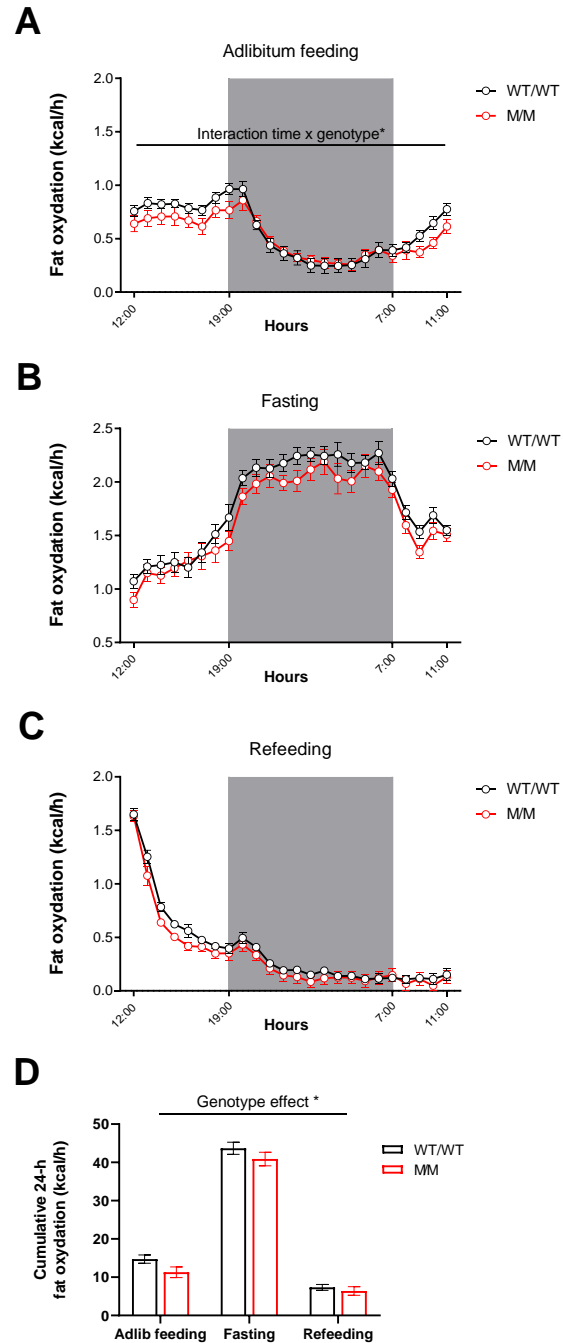 A
Adlibitum feeding
2.0
1.5
1.0
0.5
0.0
Fat oxydation (kcal/h)
Interaction time x genotype*
WT/WT
M/M
12:00
19:00
7:00
11:00
Hours
B
Fasting
2.5
2.0
1.5
1.0
0.5
Fat oxydation (kcal/h)
WT/WT
M/M
12:00
19:00
7:00
11:00
Hours
C
Refeeding
2.0
1.5
1.0
0.5
0.0
Fat oxydation (kcal/h)
WT/WT
M/M
12:00
19:00
7:00
11:00
Hours
D
Genotype effect *
50
40
30
20
10
0
Cumulative 24-h
fat oxydation (kcal/h)
WT/WT
M/M
Adlib feeding
Fasting
Refeeding